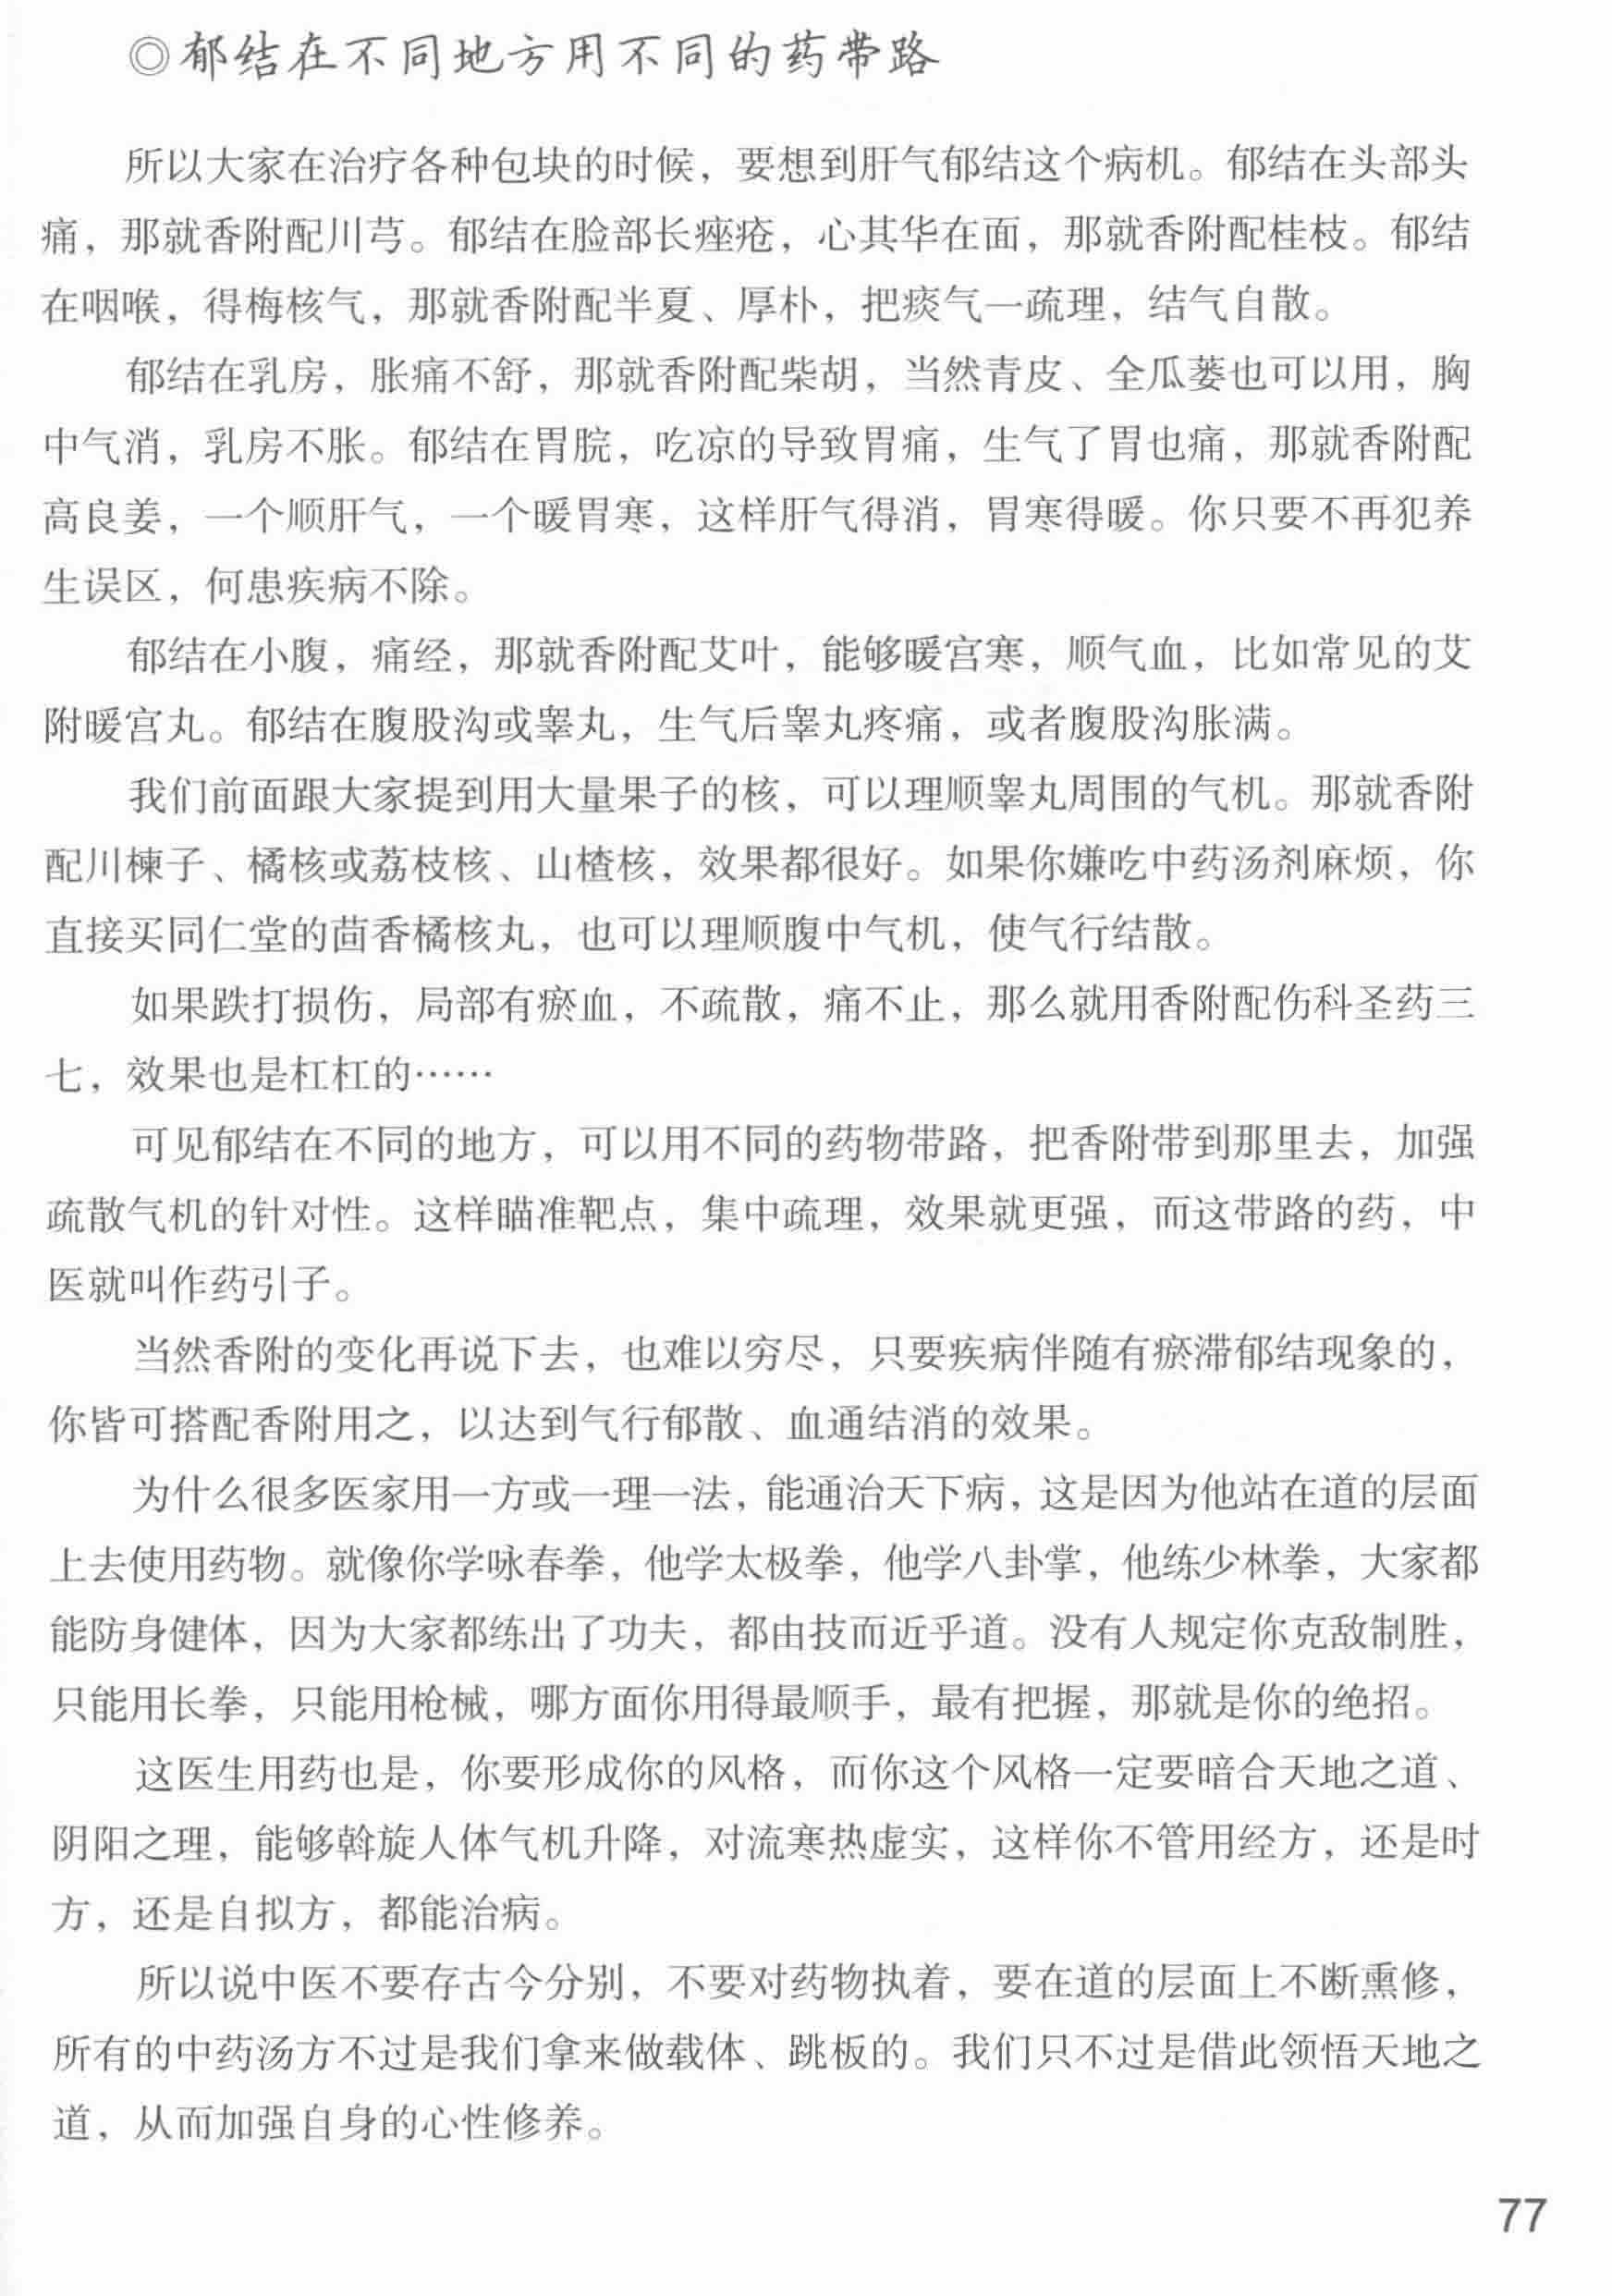 ◎郁结在不同地方用不同的药带路
所以大家在治疗各种包块的时候，要想到肝气郁结这个病机。郁结在头部头
痛，那就香附配川芎。郁结在脸部长痤疮，心其华在面，那就香附配桂枝。郁结
在咽喉，得梅核气，那就香附配半夏、厚朴，把痰气一疏理，结气自散。
郁结在乳房，胀痛不舒，那就香附配柴胡，当然青皮、全瓜蒌也可以用，胸
中气消，乳房不胀。郁结在胃脘，吃凉的导致胃痛，生气了胃也痛，那就香附配
高良姜，一个顺肝气，一个暖胃寒，这样肝气得消，胃寒得暖。你只要不再犯养
生误区，何患疾病不除。
郁结在小腹，痛经，那就香附配艾叶，能够暖宫寒，顺气血，比如常见的艾
附暖宫丸。郁结在腹股沟或睾丸，生气后睾丸疼痛，或者腹股沟胀满。
我们前面跟大家提到用大量果子的核，可以理顺睾丸周围的气机。那就香附
配川楝子、橘核或荔枝核、山楂核，效果都很好。如果你嫌吃中药汤剂麻烦，你
直接买同仁堂的茴香橘核丸，也可以理顺腹中气机，使气行结散。
如果跌打损伤，局部有瘀血，不疏散，痛不止，那么就用香附配伤科圣药三
七，效果也是杠杠的……
可见郁结在不同的地方，可以用不同的药物带路，把香附带到那里去，加强
疏散气机的针对性。这样瞄准靶点，集中疏理，效果就更强，而这带路的药，中
医就叫作药引子。
当然香附的变化再说下去，也难以穷尽，只要疾病伴随有瘀滞郁结现象的，
你皆可搭配香附用之，以达到气行郁散、血通结消的效果。
为什么很多医家用一方或一理一法，能通治天下病，这是因为他站在道的层面
上去使用药物。就像你学咏春拳，他学太极拳，他学八卦掌，他练少林拳，大家都
能防身健体，因为大家都练出了功夫，都由技而近乎道。没有人规定你克敌制胜，
只能用长拳，只能用枪械，哪方面你用得最顺手，最有把握，那就是你的绝招。
这医生用药也是，你要形成你的风格，而你这个风格一定要暗合天地之道、
阴阳之理，能够斡旋人体气机升降，对流寒热虚实，这样你不管用经方，还是时
方，还是自拟方，都能治病。
所以说中医不要存古今分别，不要对药物执着，要在道的层面上不断熏修，
所有的中药汤方不过是我们拿来做载体、跳板的。我们只不过是借此领悟天地之
道，从而加强自身的心性修养。
77